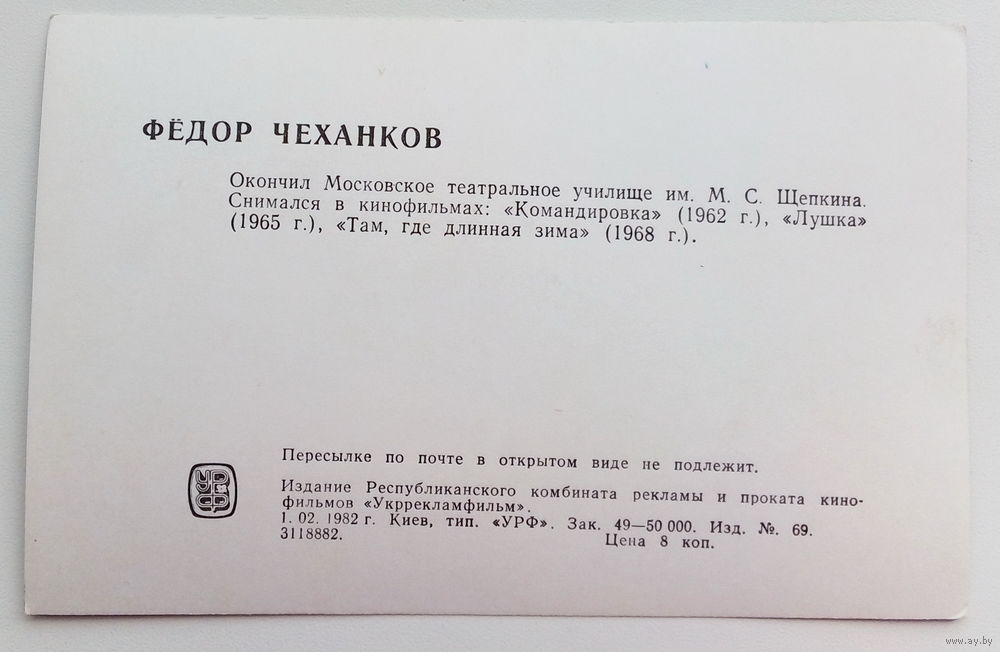 ФЁДОР ЧЕХАНКОВ
Окончил Московское театральное училище им. М. С. Щепкина.
Снимался в кинофильмах: «Командировка» (1962 г.), «Лушка»
(1965 г.), «Там, где длинная зима» (1968 г.).
УРФ
Пересылке по почте в открытом виде не подлежит.
Издание Республиканского комбината рекламы и проката кино-
фильмов «Укррекламфильм».
1. 02. 1982 г. Киев, тип. «УРФ». Зак. 49—50 000. Изд. №. 69.
3118882. Цена 8 коп.
www.ay.by